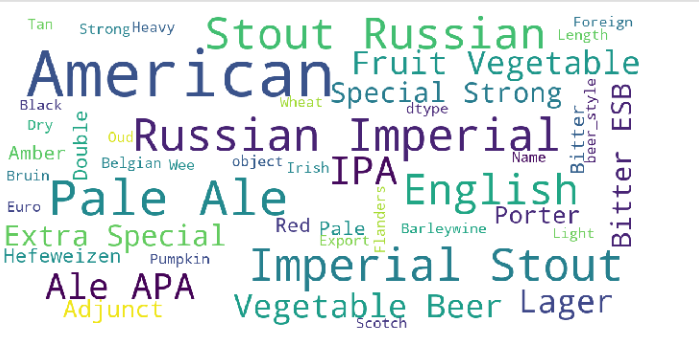 Tan
Strong
Heavy
Stout Russian
Foreign
Length
American
Fruit Vegetable
Special Strong
Black
Wheat
dtype
beer_style
Bitter
Bitter ESB
Dry
Double
Oud
Russian Imperial
Amber
Belgian
Wee
object
Irish
IPA
Name
Bruin
Euro
Pale Ale
English
Flanders
Porter
Red
Pale
Export
Barleywine
Light
Extra Special
Hefeweizen
Pumpkin
Imperial Stout
Ale APA
Adjunct
Vegetable Beer
Lager
Scotch